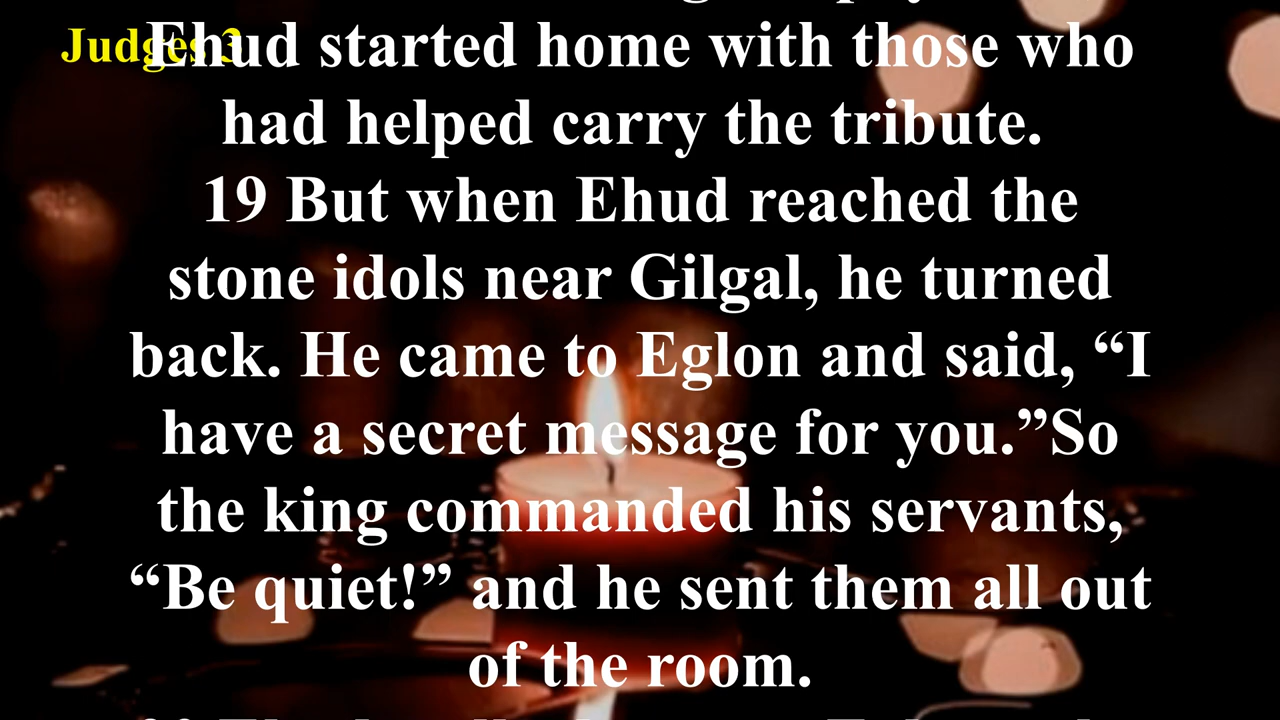 Judges 3
Ehud started home with those who
had helped carry the tribute.
19 But when Ehud reached the
stone idols near Gilgal, he turned
back. He came to Eglon and said, “I
have a secret message for you.”So
the king commanded his servants,
“Be quiet!” and he sent them all out
of the room.